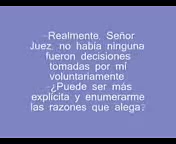 -Realmente, Señor
Juez, no había ninguna
fueron decisiones
tomadas por mí
voluntariamente
-¿Puede ser más
explícita y enumerarme
las razones que alega?